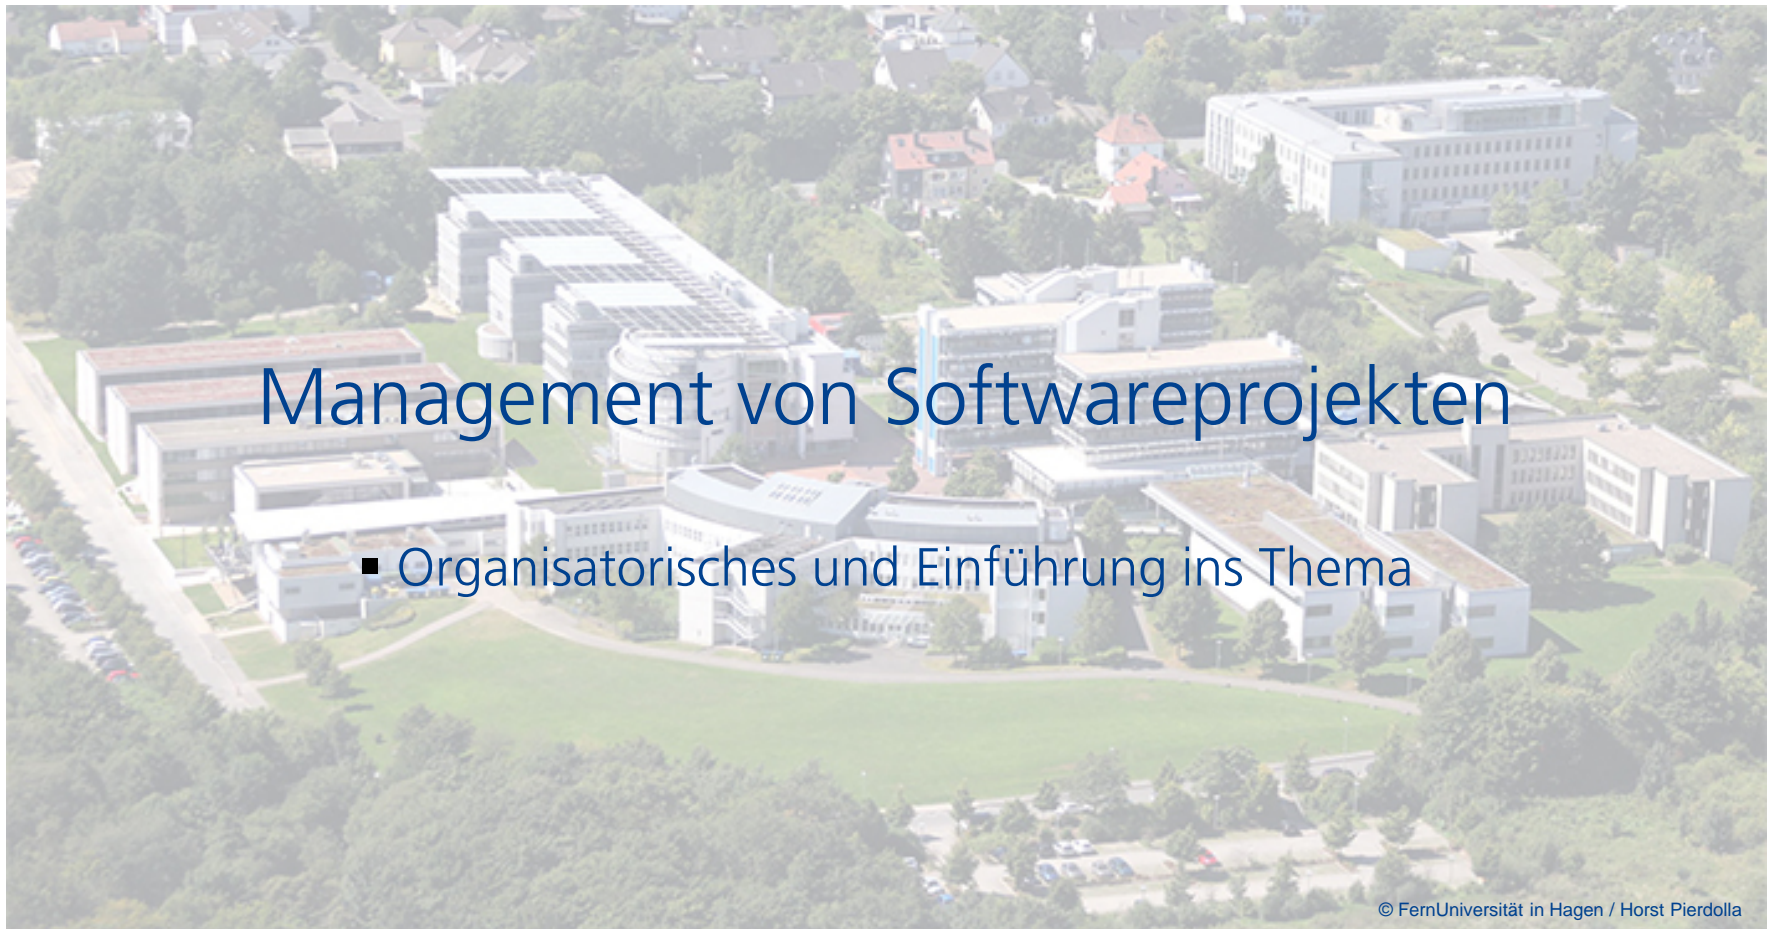 Management von Softwareprojekten
▪ Organisatorisches und Einführung ins Thema
© FernUniversität in Hagen / Horst Pierdolla